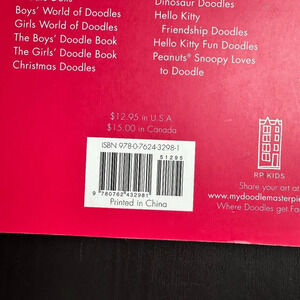 Boys' World of Doodles
Girls World of Doodles
The Boys' Doodle Book
The Girls' Doodle Book
Christmas Doodles
Dinosaur Doodles
Hello Kitty
Friendship Doodles
Hello Kitty Fun Doodles
Peanuts® Snoopy Loves
to Doodle
$12.95 in U.S.A
$15.00 in Canada
ISBN 978-0-7624-3298-1
51295
9 780762 432981
Printed in China
RP KIDS
Share your art at
www.mydoodlemasterpie
Where Doodles get Fa